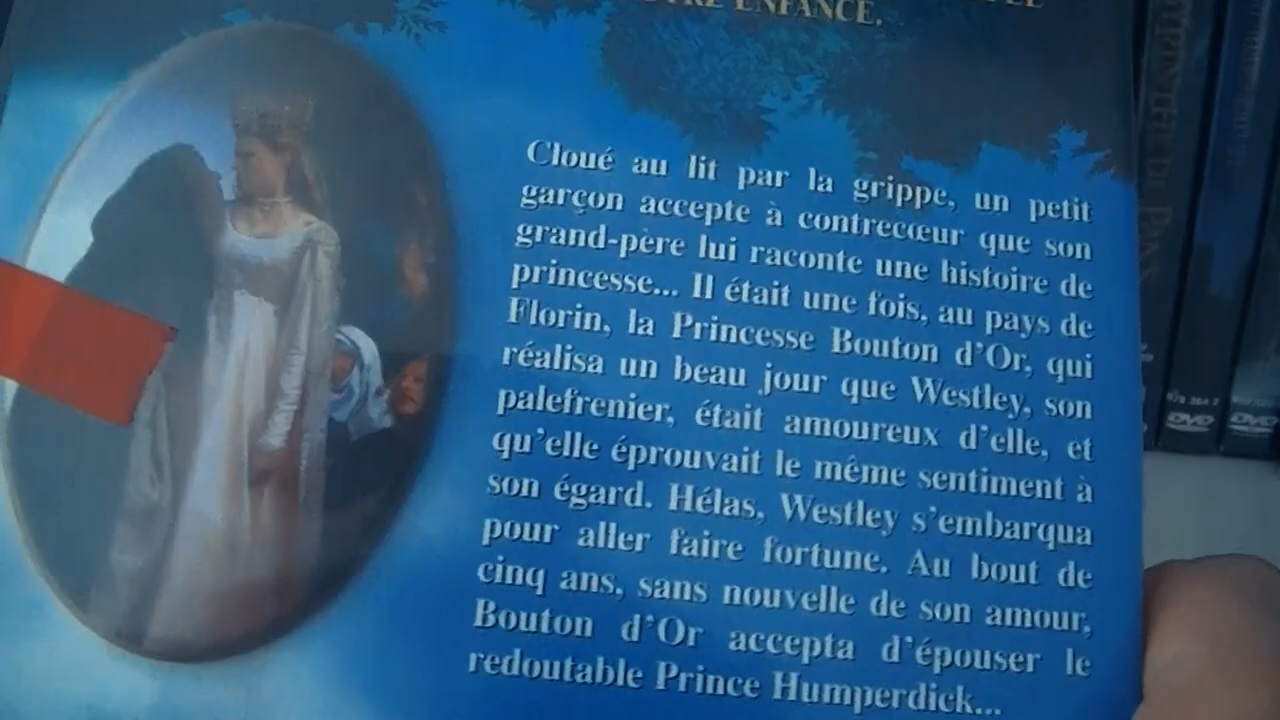 ENFANCE.
Cloué au lit par la grippe, un petit
garçon accepte à contrecœur que son
grand-père lui raconte une histoire de
princesse... Il était une fois, au pays de
Florin, la Princesse Bouton d'Or, qui
réalisa un beau jour que Westley, son
palefrenier, était amoureux d'elle, et
qu'elle éprouvait le même sentiment à
son égard. Hélas, Westley s'embarqua
pour aller faire fortune. Au bout de
cinq ans, sans nouvelle de son amour,
Bouton d'Or accepta d'épouser le
redoutable Prince Humperdick...
DVD
DVD